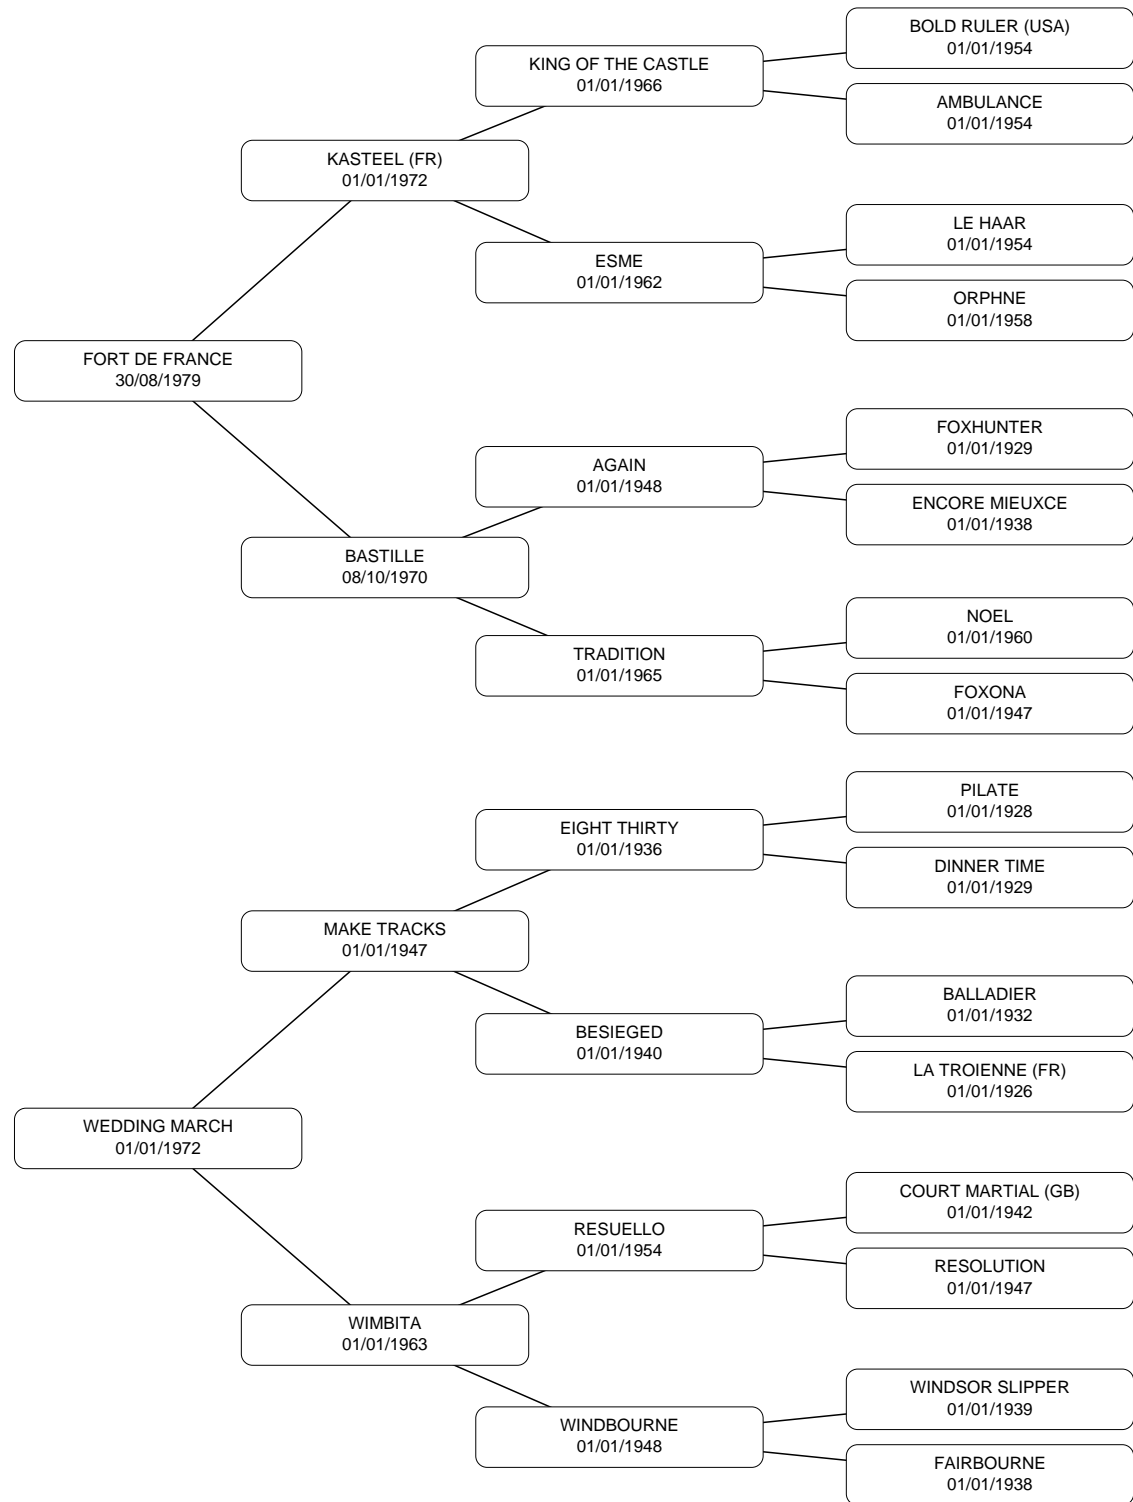 BOLD RULER (USA)
01/01/1954
KING OF THE CASTLE
01/01/1966
AMBULANCE
01/01/1954
KASTEEL (FR)
01/01/1972
LE HAAR
01/01/1954
ESME
01/01/1962
ORPHNE
01/01/1958
FORT DE FRANCE
30/08/1979
FOXHUNTER
01/01/1929
AGAIN
01/01/1948
ENCORE MIEUXCE
01/01/1938
BASTILLE
08/10/1970
NOEL
01/01/1960
TRADITION
01/01/1965
FOXONA
01/01/1947
PILATE
01/01/1928
EIGHT THIRTY
01/01/1936
DINNER TIME
01/01/1929
MAKE TRACKS
01/01/1947
BALLADIER
01/01/1932
BESIEGED
01/01/1940
LA TROIENNE (FR)
01/01/1926
WEDDING MARCH
01/01/1972
COURT MARTIAL (GB)
01/01/1942
RESUELLO
01/01/1954
RESOLUTION
01/01/1947
WIMBITA
01/01/1963
WINDSOR SLIPPER
01/01/1939
WINDBOURNE
01/01/1948
FAIRBOURNE
01/01/1938